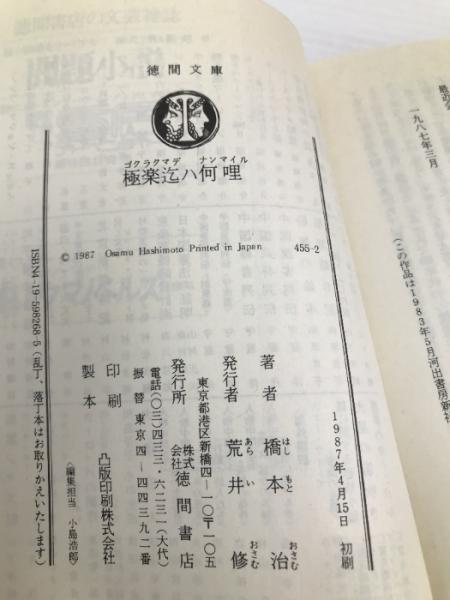 徳間文庫
ゴクラクマデ ナンマイル
極楽迄ハ何哩
© 1987 Osamu Hashimoto Printed in Japan
455-2
1987年4月15日 初刷
著者 橋本治
はしもと おさむ
発行者 荒井修
あらい おさむ
東京都港区新橋四—一〇〒一〇五
発行所 株式会社徳間書店
電話(〇三)四三三・六二三一(大代)
振替 東京四—四四三九二番
印刷 凸版印刷株式会社
製本
〈編集担当 小島浩郎〉
ISBN4-19-598268-5(乱丁、落丁本はお取りかえいたします)
一九八七年三月
(この作品は1983年5月河出書房新社